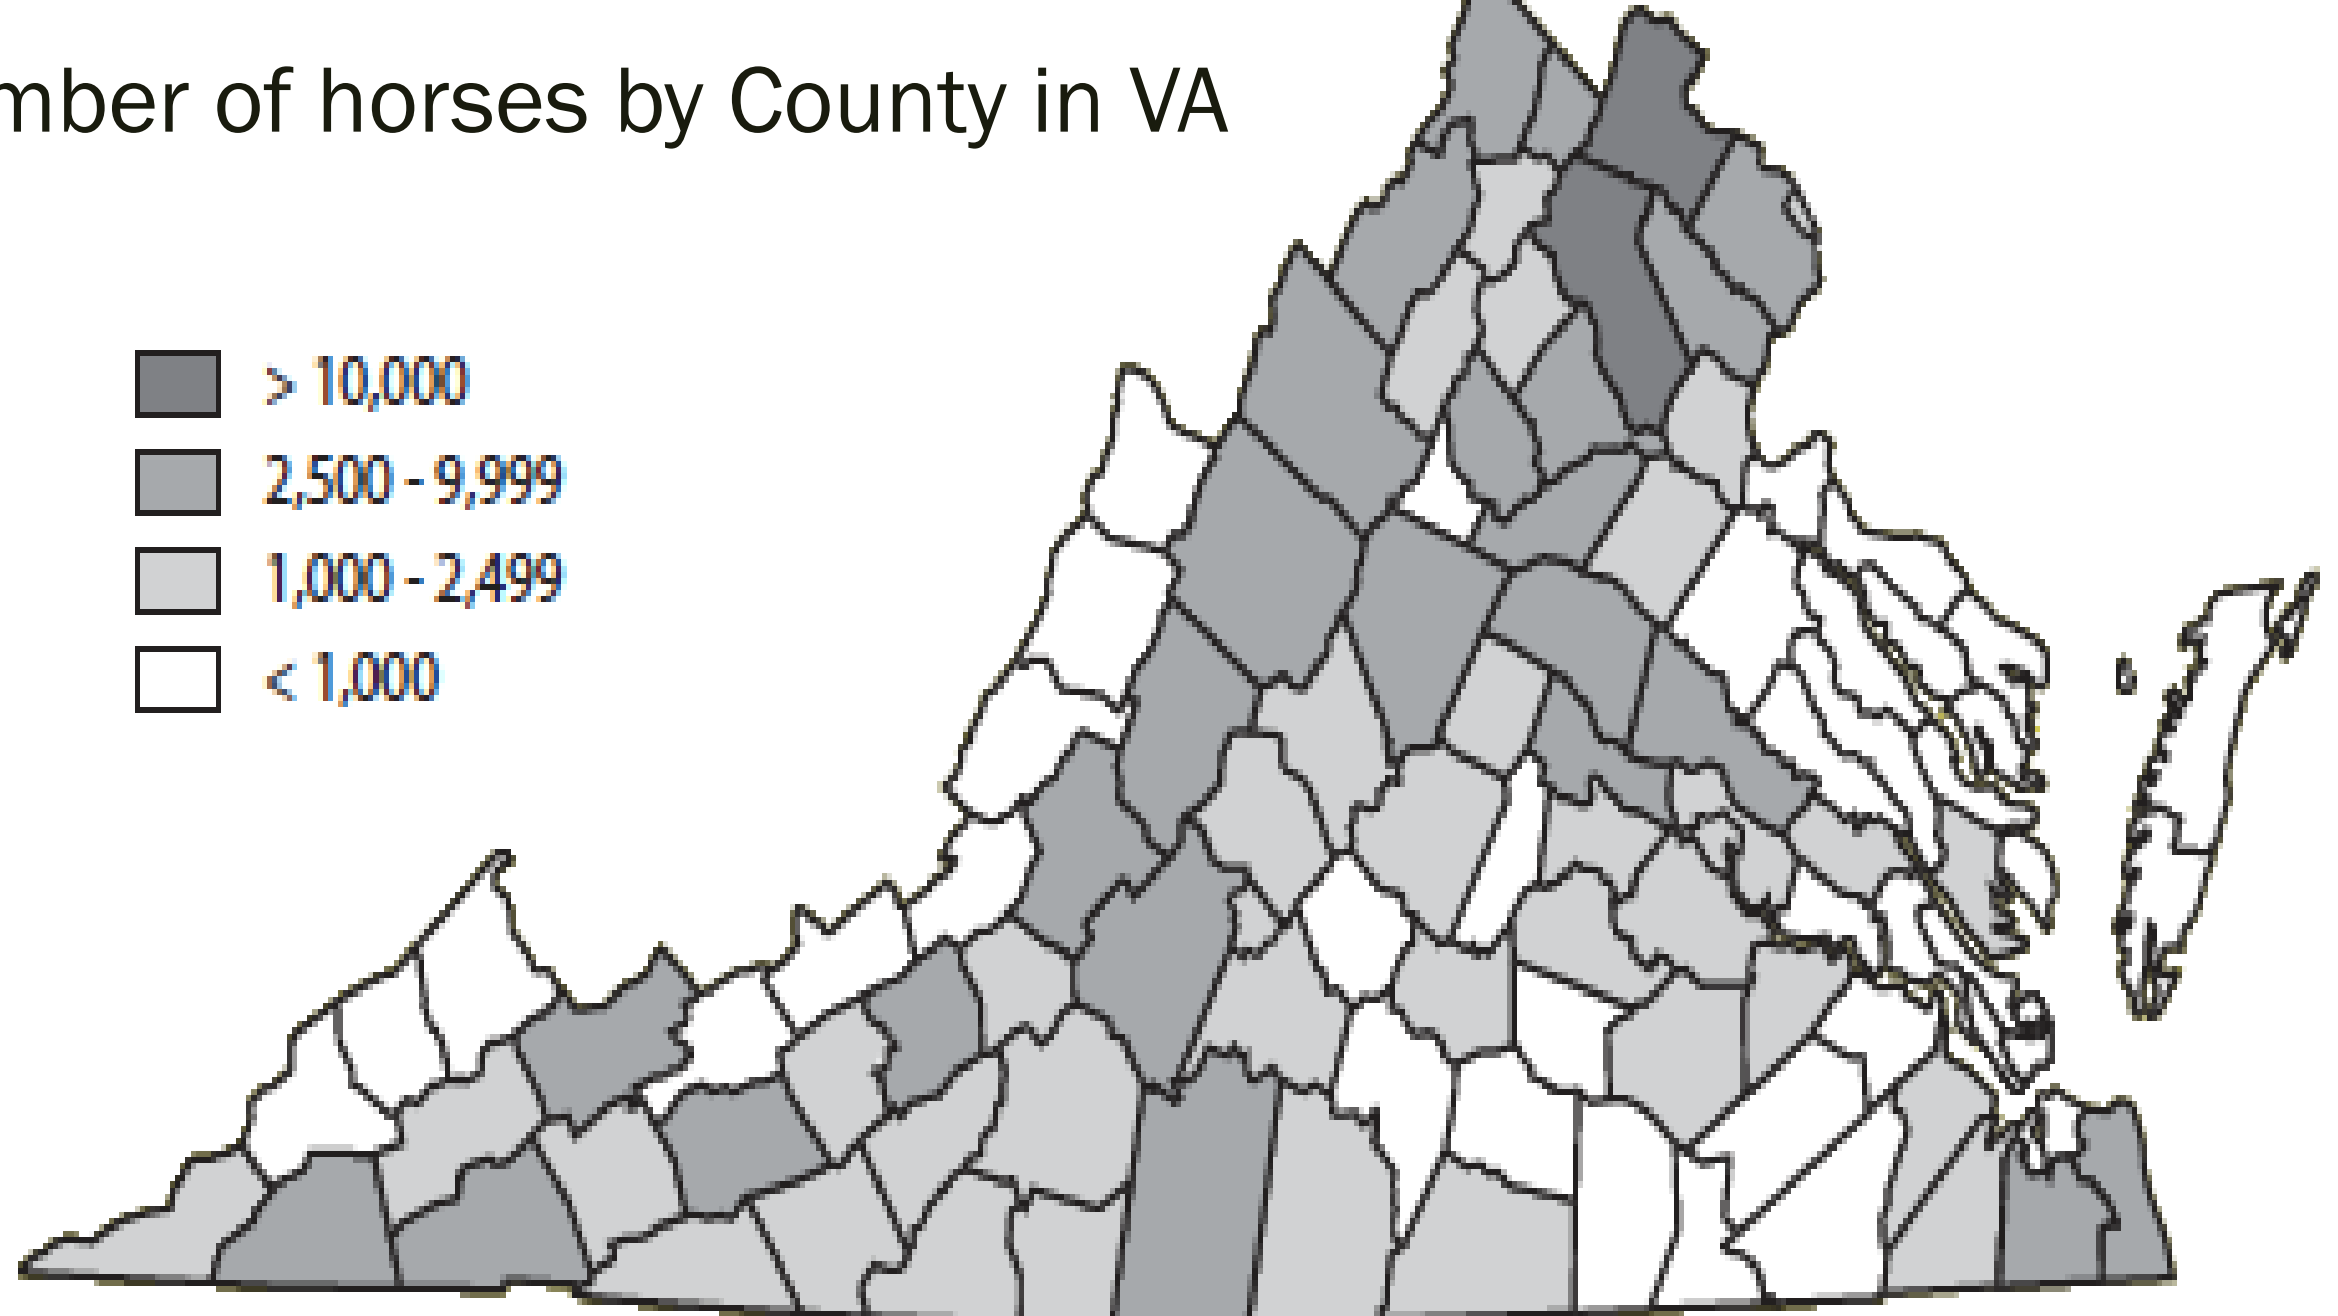 mber of horses by County in VA
> 10,000
2,500 - 9,999
1,000 - 2,499
< 1,000